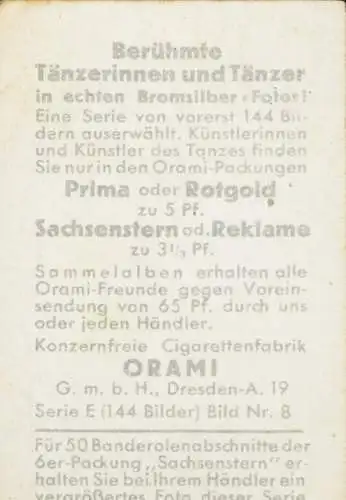 Berühmte
Tänzerinnen und Tänzer
in echten Bromsilber-Fotos!
Eine Serie von vorerst 144 Bil-
dern auserwählt. Künstlerinnen
und Künstler des Tanzes finden
Sie nur in den Orami-Packungen
Prima oder Rotgold
zu 5 Pf.
Sachsenstern od. Reklame
zu 3⅓ Pf.
Sammelalben erhalten alle
Orami-Freunde gegen Vorein-
sendung von 65 Pf. durch uns
oder jeden Händler.
Konzernfreie Cigarettenfabrik
ORAMI
G. m. b. H., Dresden-A. 19
Serie E (144 Bilder) Bild Nr. 8
Für 50 Banderolenabschnitte der
6er-Packung „Sachsenstern" er-
halten Sie bei Ihrem Händler ein
vergrößertes Foto dieser Serie